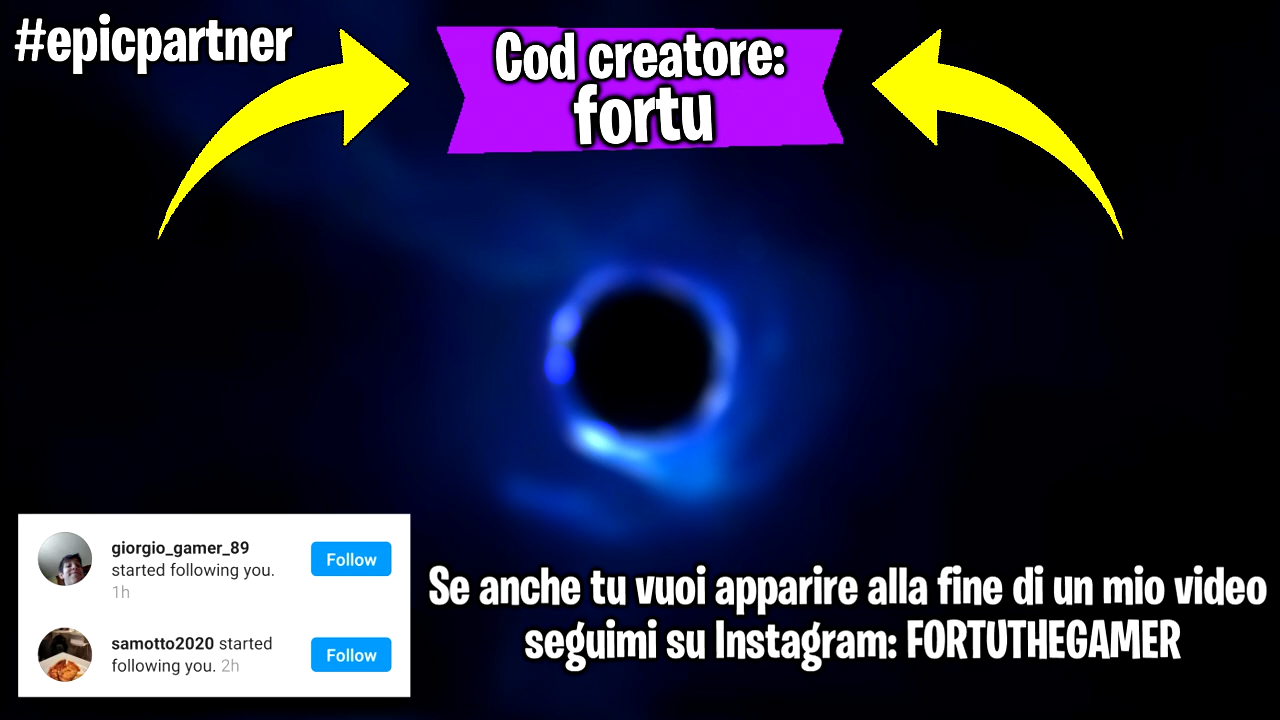 #epicpartner
Cod creatore:
fortu
giorgio_gamer_89
started following you.
1h
Follow
samotto2020 started
following you. 2h
Follow
Se anche tu vuoi apparire alla fine di un mio video
seguimi su Instagram: FORTUTHEGAMER